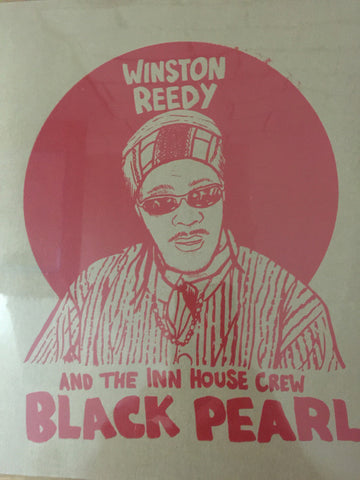 WINSTON
REEDY
AND THE INN HOUSE CREW
BLACK PEARL